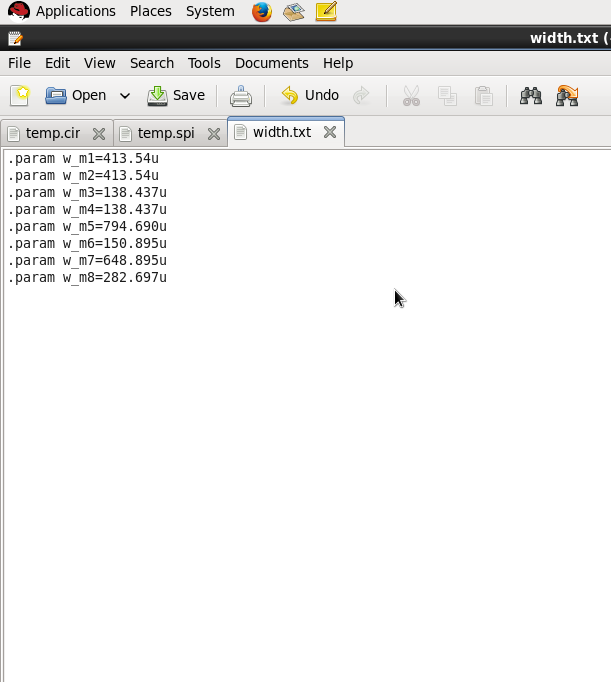 Applications Places System
width.txt (
File Edit View Search Tools Documents Help
Open Save Undo
temp.cir temp.spi width.txt
.param w_m1=413.54u
.param w_m2=413.54u
.param w_m3=138.437u
.param w_m4=138.437u
.param w_m5=794.690u
.param w_m6=150.895u
.param w_m7=648.895u
.param w_m8=282.697u